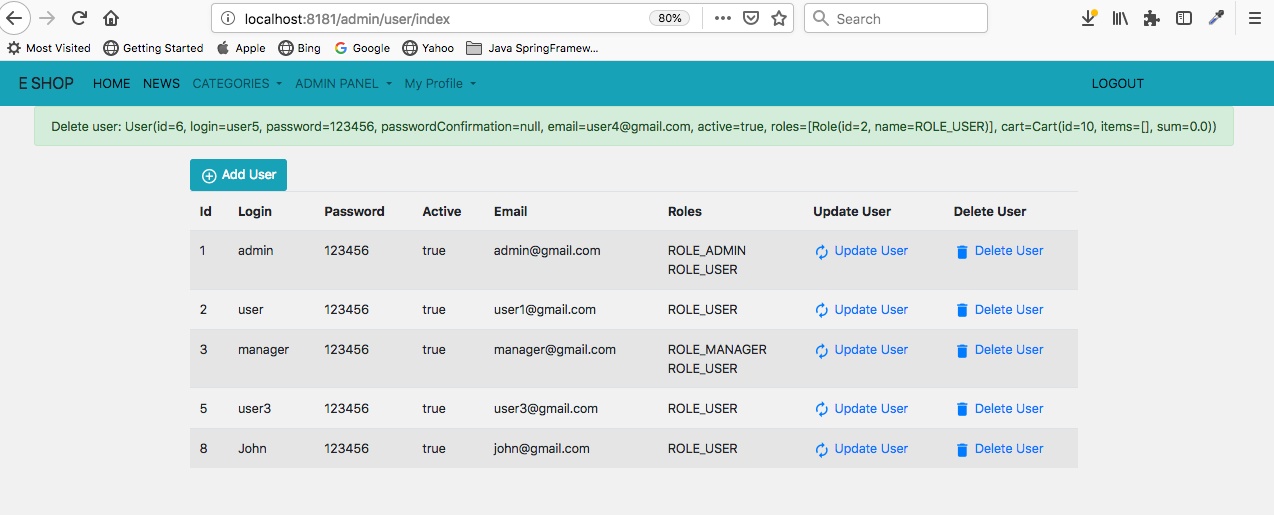 localhost:8181/admin/user/index 80% Search
Most Visited Getting Started Apple Bing Google Yahoo Java SpringFramew...
E SHOP HOME NEWS CATEGORIES ADMIN PANEL My Profile LOGOUT
Delete user: User(id=6, login=user5, password=123456, passwordConfirmation=null, email=user4@gmail.com, active=true, roles=[Role(id=2, name=ROLE_USER)], cart=Cart(id=10, items=[], sum=0.0))
Add User
Id Login Password Active Email Roles Update User Delete User
1 admin 123456 true admin@gmail.com ROLE_ADMIN Update User Delete User
ROLE_USER
2 user 123456 true user1@gmail.com ROLE_USER Update User Delete User
3 manager 123456 true manager@gmail.com ROLE_MANAGER Update User Delete User
ROLE_USER
5 user3 123456 true user3@gmail.com ROLE_USER Update User Delete User
8 John 123456 true john@gmail.com ROLE_USER Update User Delete User